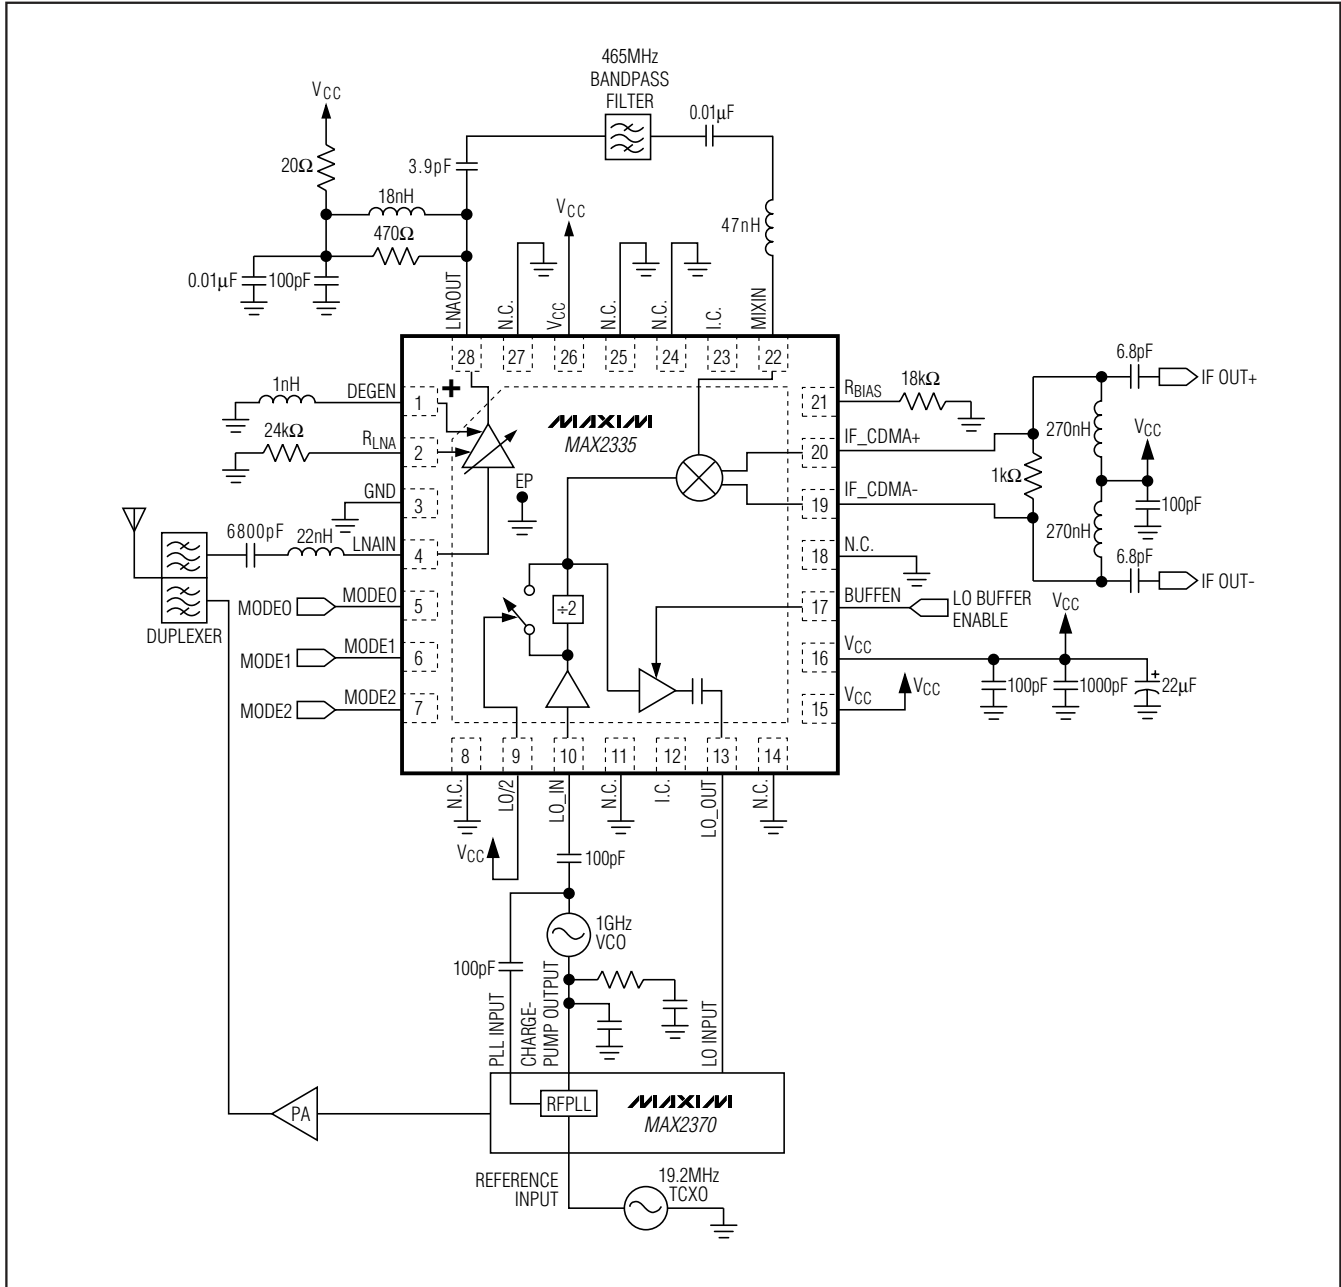 465MHz
BANDPASS
FILTER
VCC
0.01µF
20Ω
3.9pF
18nH
VCC
47nH
470Ω
0.01µF
100pF
LNAOUT
N.C.
VCC
N.C.
N.C.
I.C.
MIXIN
28
27
26
25
24
23
22
1nH
DEGEN
1
+
24kΩ
RLNA
2
GND
3
6800pF
22nH
LNAIN
4
DUPLEXER
MODE0
MODE0
5
MODE1
MODE1
6
MODE2
MODE2
7
MAXIM
MAX2335
EP
÷2
21
RBIAS
18kΩ
20
IF_CDMA+
19
IF_CDMA-
18
N.C.
17
BUFFEN
LO BUFFER
ENABLE
16
VCC
15
VCC
VCC
6.8pF
IF OUT+
270nH
VCC
1kΩ
100pF
270nH
6.8pF
IF OUT-
VCC
100pF
1000pF
+
22µF
8
9
10
11
12
13
14
N.C.
LO/2
LO_IN
N.C.
I.C.
LO_OUT
N.C.
VCC
100pF
1GHz
VCO
100pF
PLL INPUT
CHARGE-
PUMP OUTPUT
LO INPUT
PA
RFPLL
MAXIM
MAX2370
REFERENCE
INPUT
19.2MHz
TCXO